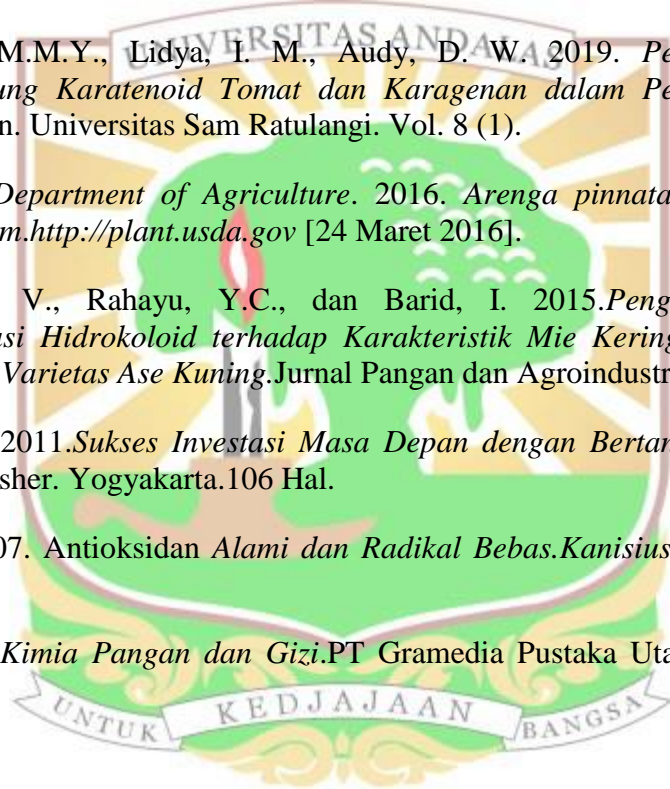 UNIVERSITAS ANDALAS
M.M.Y., Lidya, I. M., Audy, D. W. 2019. Pe
ung Karatenoid Tomat dan Karagenan dalam Pe
n. Universitas Sam Ratulangi. Vol. 8 (1).
Department of Agriculture. 2016. Arenga pinnata
m.http://plant.usda.gov [24 Maret 2016].
V., Rahayu, Y.C., dan Barid, I. 2015.Peng
asi Hidrokoloid terhadap Karakteristik Mie Kering
Varietas Ase Kuning.Jurnal Pangan dan Agroindustr
2011.Sukses Investasi Masa Depan dengan Bertan
sher. Yogyakarta.106 Hal.
07. Antioksidan Alami dan Radikal Bebas.Kanisius
Kimia Pangan dan Gizi.PT Gramedia Pustaka Uta
UNTUK KEDJAJAAN BANGSA